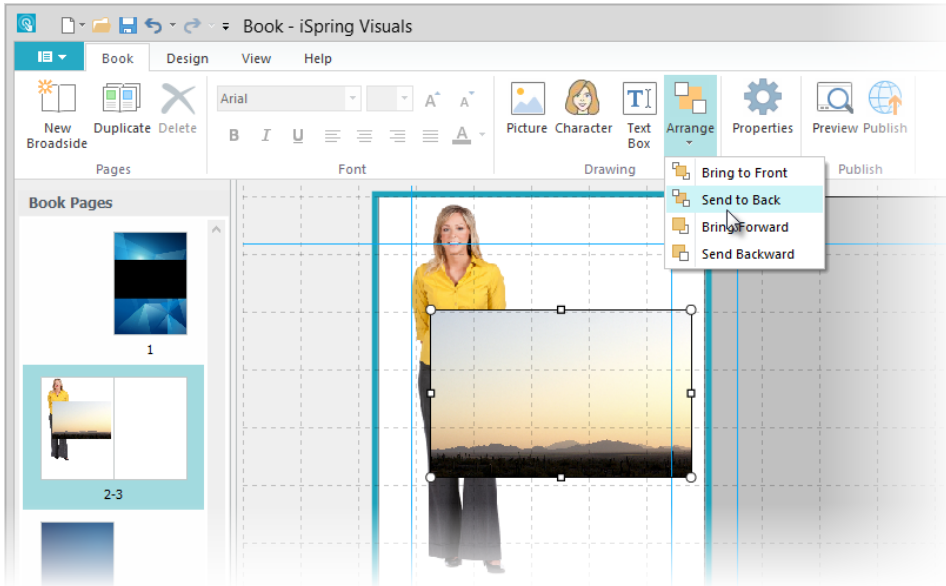 Book - iSpring Visuals
Book Design View Help
Arial
A A
New Broadside
Duplicate
Delete
B I U A
Picture
Character
T
Text Box
Arrange
Properties
Preview
Publish
Pages
Font
Drawing
Publish
Bring to Front
Send to Back
Bring Forward
Send Backward
Book Pages
1
2-3